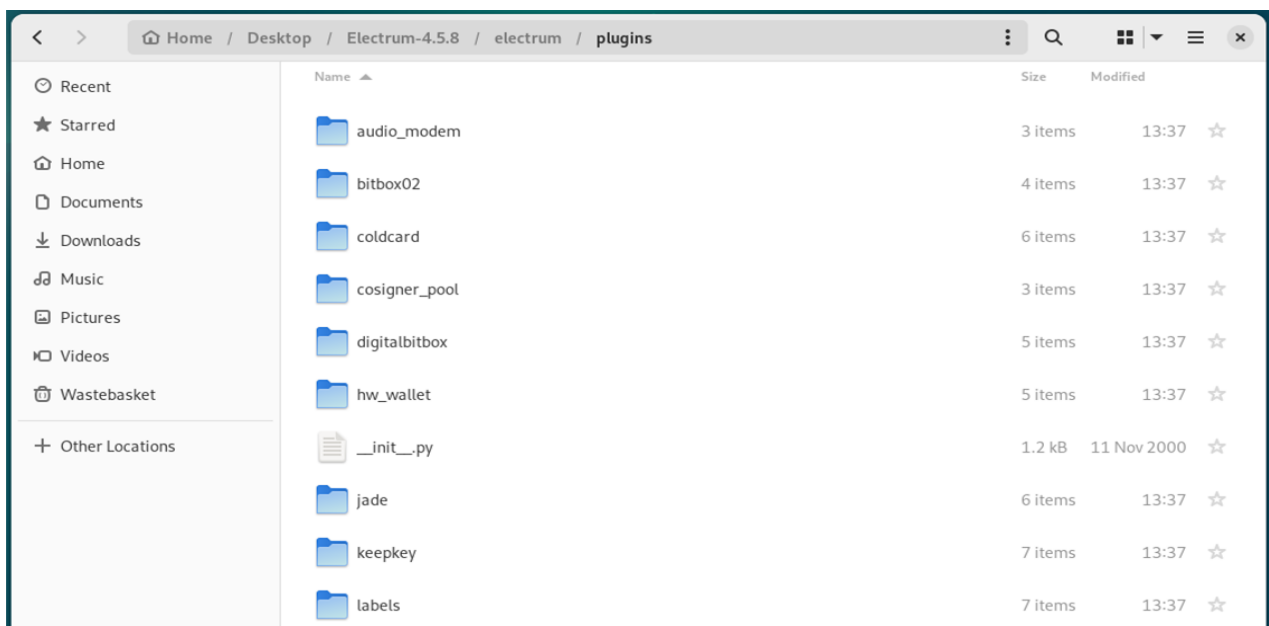 Home / Desktop / Electrum-4.5.8 / electrum / plugins
Recent
Starred
Home
Documents
Downloads
Music
Pictures
Videos
Wastebasket
Other Locations
Name Size Modified
audio_modem 3 items 13:37
bitbox02 4 items 13:37
coldcard 6 items 13:37
cosigner_pool 3 items 13:37
digitalbitbox 5 items 13:37
hw_wallet 5 items 13:37
__init__.py 1.2 kB 11 Nov 2000
jade 6 items 13:37
keepkey 7 items 13:37
labels 7 items 13:37